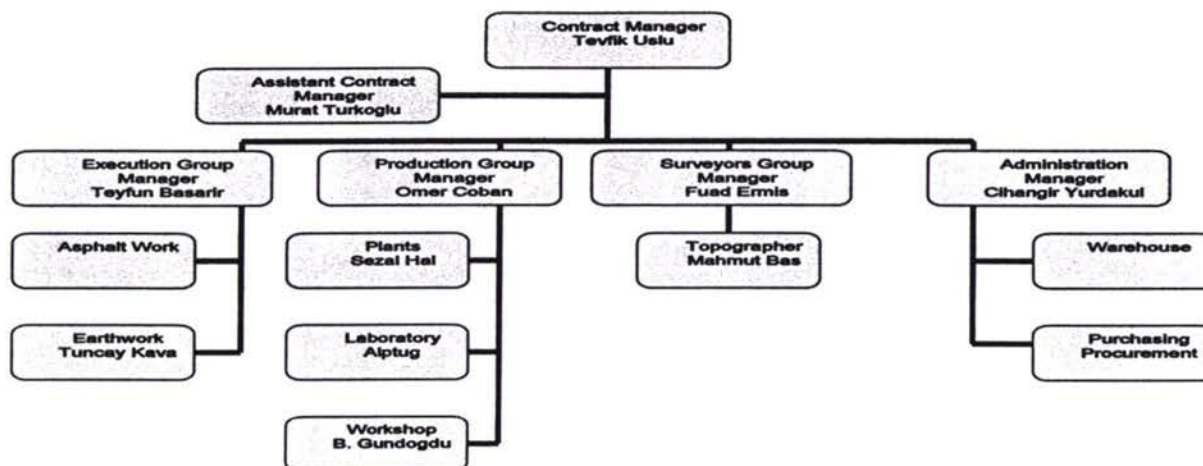 Contract Manager
Tevfik Uslu
Assistant Contract
Manager
Murat Turkoglu
Execution Group
Manager
Teyfun Basarir
Production Group
Manager
Omer Coban
Surveyors Group
Manager
Fuad Ermis
Administration
Manager
Cihangir Yurdakul
Asphalt Work
Plants
Sezai Hal
Topographer
Mahmut Bas
Warehouse
Earthwork
Tuncay Kava
Laboratory
Alptug
Purchasing
Procurement
Workshop
B. Gundogdu